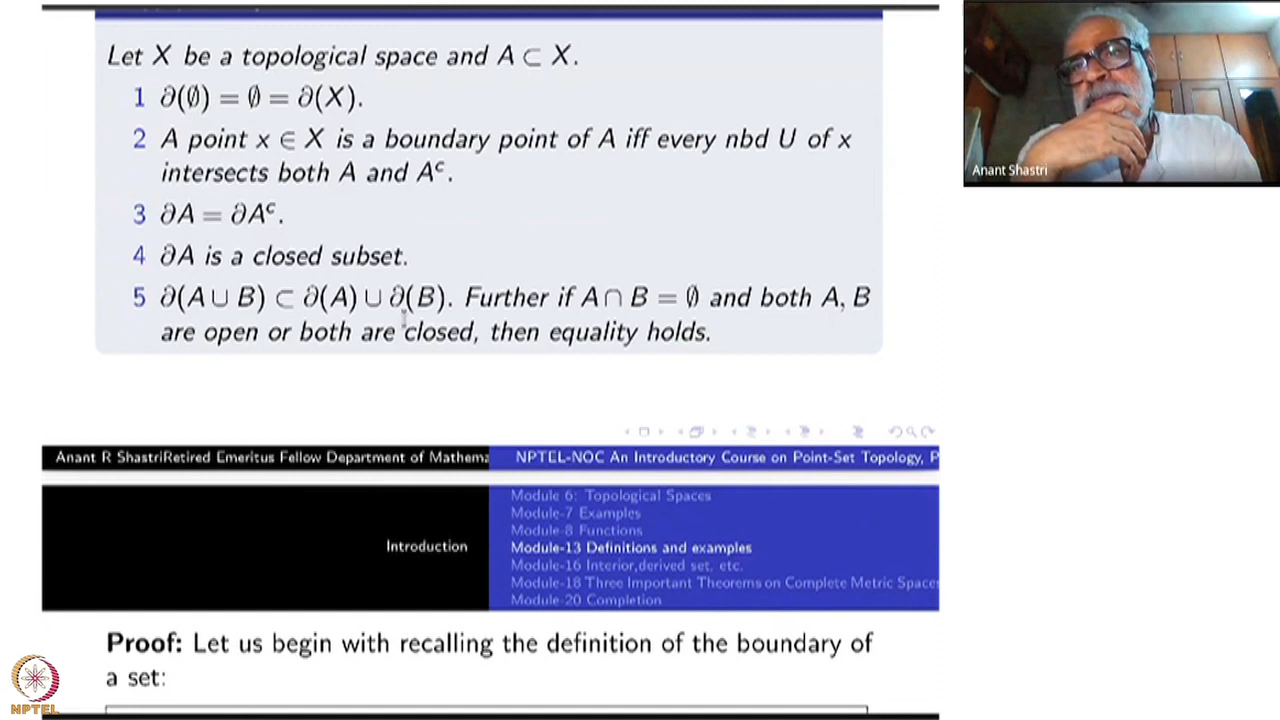 Let X be a topological space and A ⊂ X.
1 ∂(∅) = ∅ = ∂(X).
2 A point x ∈ X is a boundary point of A iff every nbd U of x
intersects both A and Aᶜ.
3 ∂A = ∂Aᶜ.
4 ∂A is a closed subset.
5 ∂(A ∪ B) ⊂ ∂(A) ∪ ∂(B). Further if A ∩ B = ∅ and both A, B
are open or both are closed, then equality holds.
Anant Shastri
Anant R ShastriRetired Emeritus Fellow Department of Mathema
NPTEL-NOC An Introductory Course on Point-Set Topology, P
Introduction
Module 6: Topological Spaces
Module-7 Examples
Module-8 Functions
Module-13 Definitions and examples
Module-16 Interior,derived set, etc.
Module-18 Three Important Theorems on Complete Metric Spaces
Module-20 Completion
Proof: Let us begin with recalling the definition of the boundary of
a set:
NPTEL